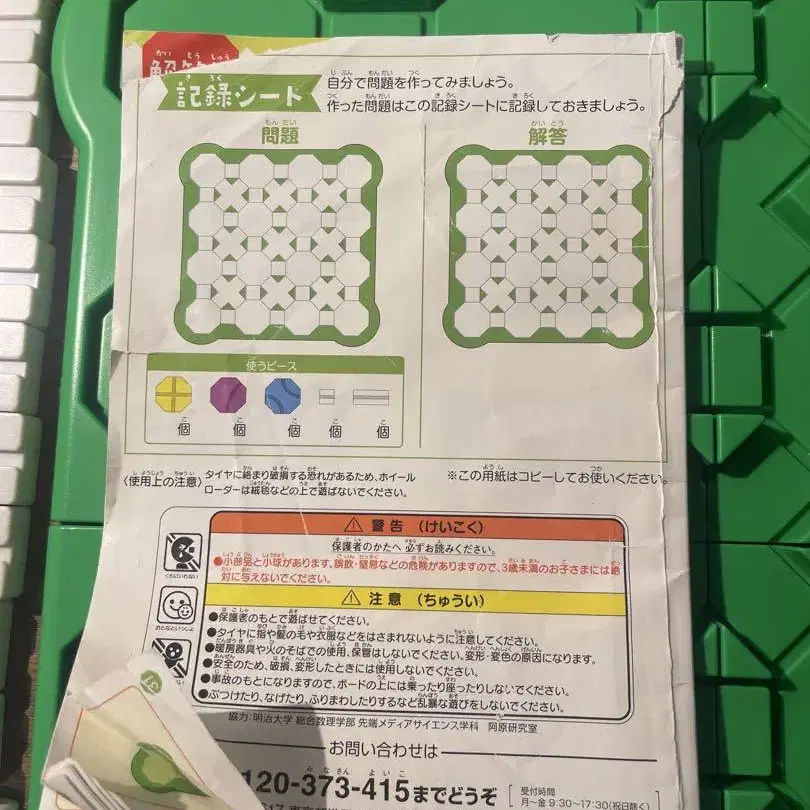 記録シート
自分で問題を作ってみましょう。
作った問題はこの記録シートに記録しておきましょう。
問題
解答
使うピース
個 個 個 個 個
〈使用上の注意〉タイヤに絡まり破損する恐れがあるため、ホイール
ローダーは絨毯などの上で遊ばないでください。
※この用紙はコピーしてお使いください。
警告(けいこく)
保護者のかたへ 必ずお読みください。
●小部品と小球があります。誤飲・窒息などの危険がありますので、3歳未満のお子さまには絶
対に与えないでください。
注意(ちゅうい)
●保護者のもとで遊ばせてください。
●タイヤに指や髪の毛や衣服などをはさまれないように注意してください。
●暖房器具や火のそばでの使用、保管はしないでください。変形・変色の原因になります。
●安全のため、破損、変形したときには使用しないでください。
●事故のもとになりますので、ボードの上には乗ったり座ったりしないでください。
●ぶつけたり、なげたり、ふりまわしたりするなど乱暴な遊びをしないでください。
口にいれない
おとなといっしょ
協力:明治大学 総合数理学部 先端メディアサイエンス学科 阿原研究室
お問い合わせは
120-373-415までどうぞ
受付時間
月〜金 9:30〜17:30(祝日除く)
37